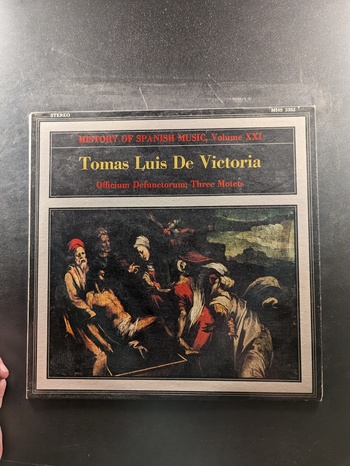 STEREO
HISTORY OF SPANISH MUSIC, Volume XXI:
Tomas Luis De Victoria
Officium Defunctorum; Three Motets